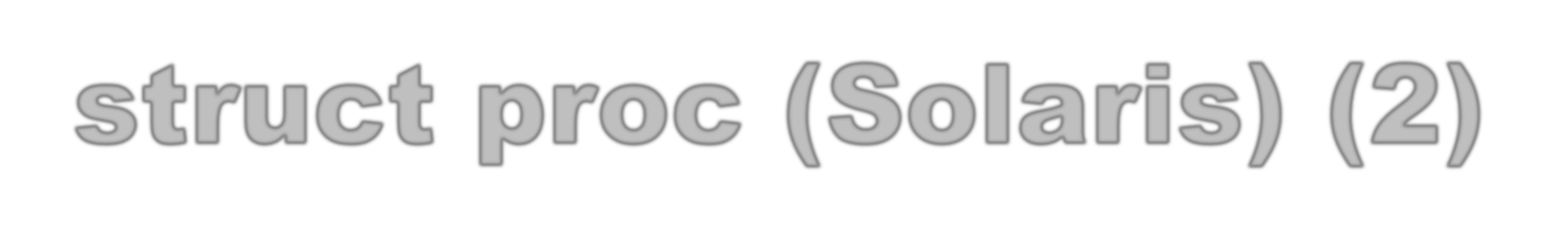 struct proc (Solaris) (2)